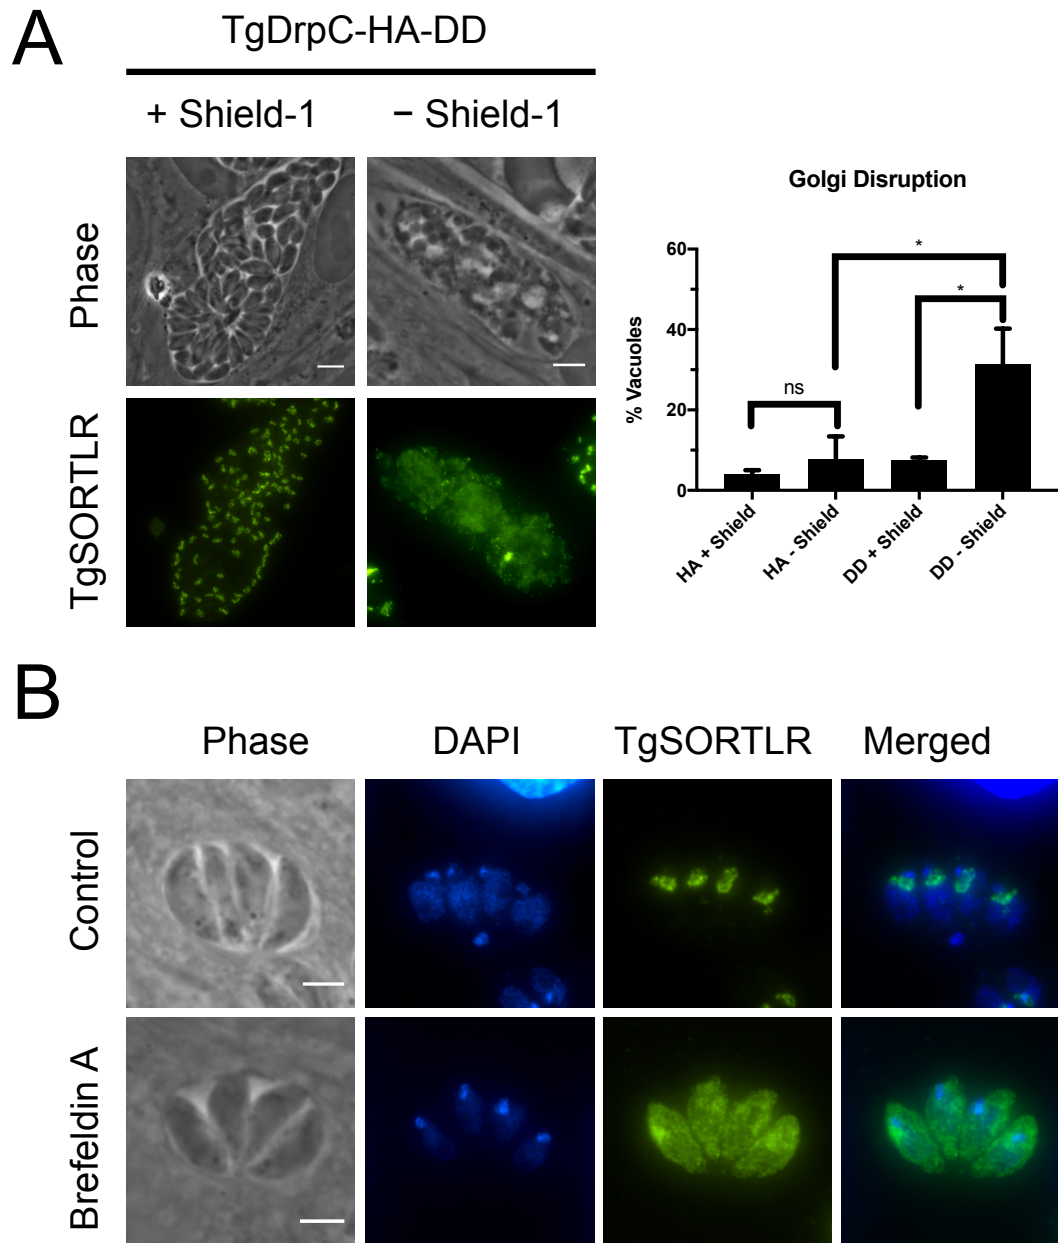 A
TgDrpC-HA-DD
+ Shield-1
− Shield-1
Phase
TgSORTLR
Golgi Disruption
% Vacuoles
60
40
20
0
ns
*
*
HA + Shield
HA - Shield
DD + Shield
DD - Shield
B
Phase
DAPI
TgSORTLR
Merged
Control
Brefeldin A